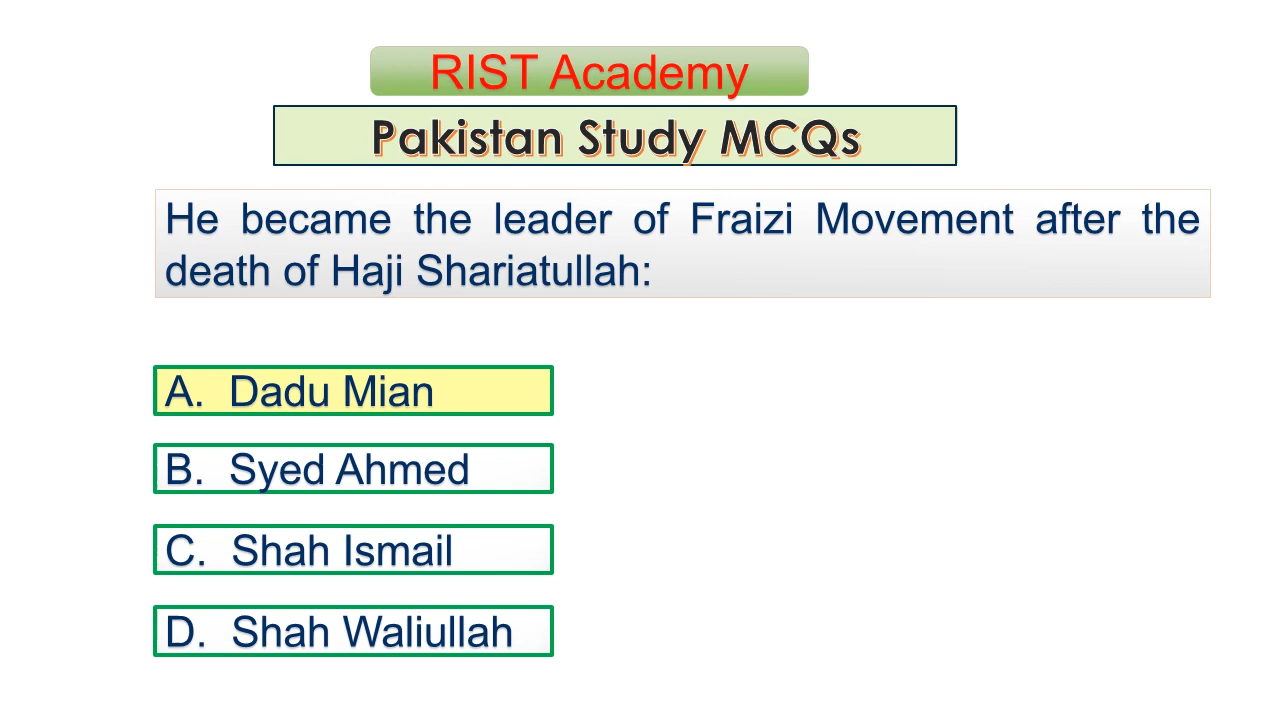 RIST Academy
Pakistan Study MCQs
He became the leader of Fraizi Movement after the
death of Haji Shariatullah:
A. Dadu Mian
B. Syed Ahmed
C. Shah Ismail
D. Shah Waliullah